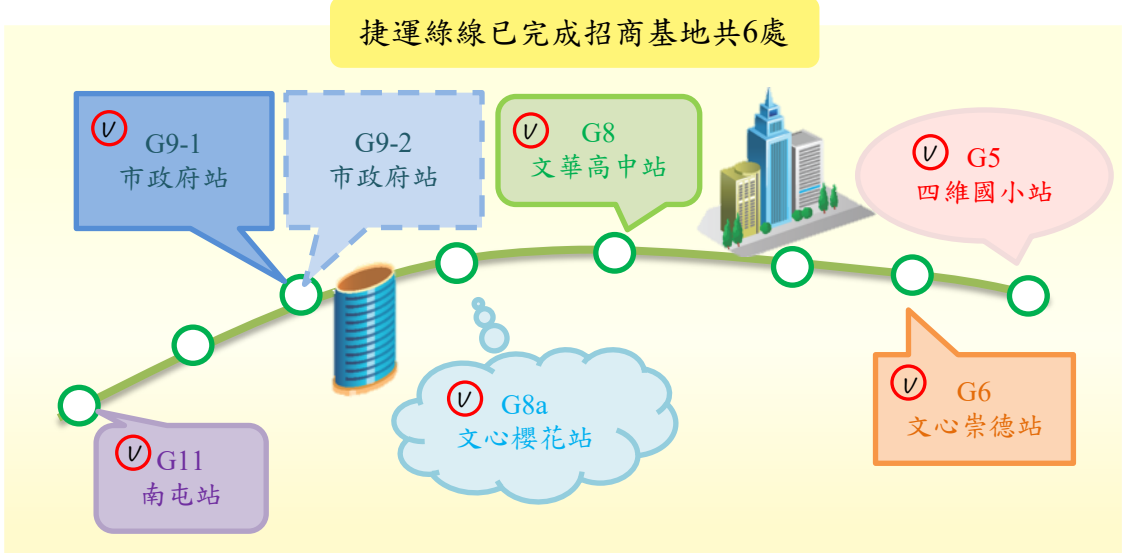 捷運綠線已完成招商基地共6處
V G9-1
市政府站
G9-2
市政府站
V G8
文華高中站
V G5
四維國小站
V G8a
文心櫻花站
V G6
文心崇德站
V G11
南屯站